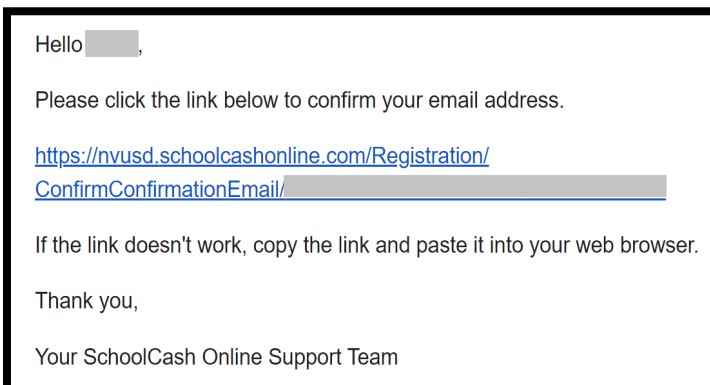 Hello ,
Please click the link below to confirm your email address.
https://nvusd.schoolcashonline.com/Registration/
ConfirmConfirmationEmail/
If the link doesn't work, copy the link and paste it into your web browser.
Thank you,
Your SchoolCash Online Support Team